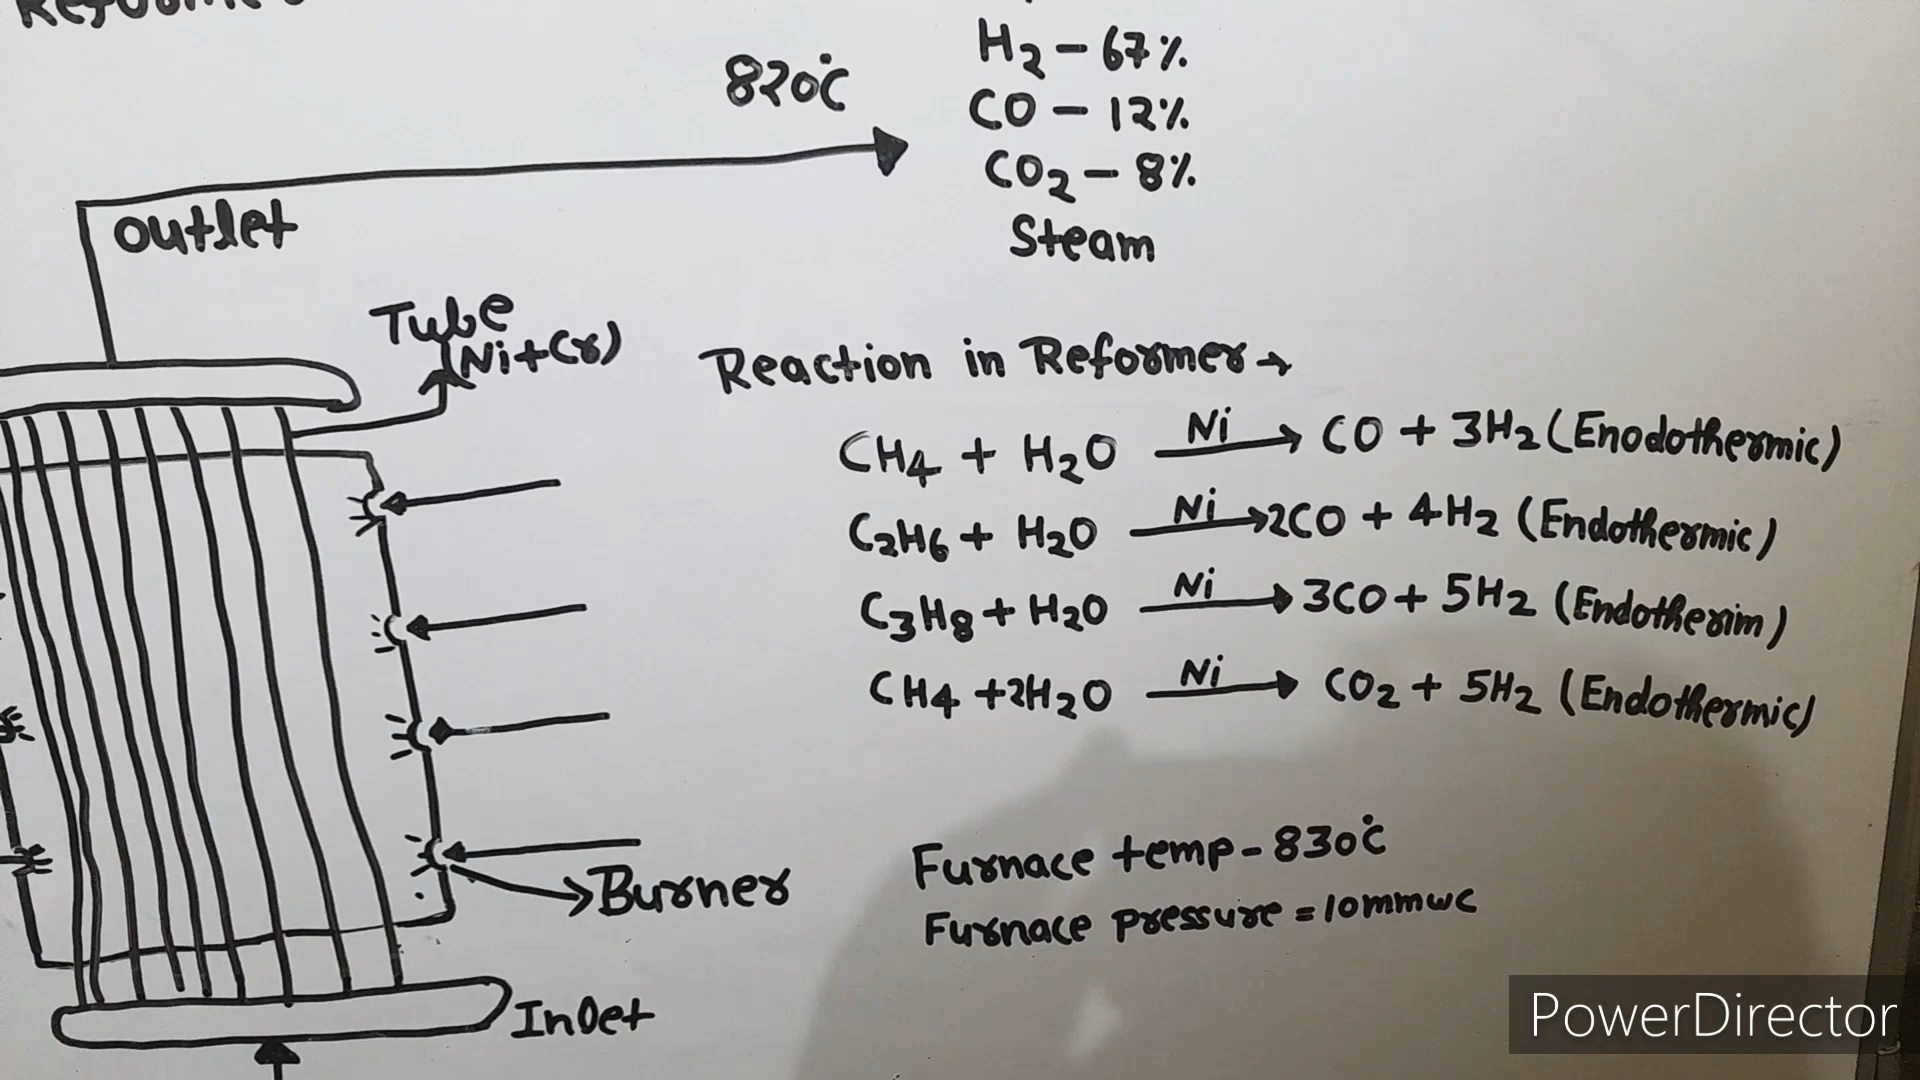 Reformer
H2 - 67%
820°C
CO - 12%
CO2 - 8%
Outlet
Steam
Tube
(Ni+Cr)
Reaction in Reformer →
CH4 + H2O —Ni→ CO + 3H2 (Enodothermic)
C2H6 + H2O —Ni→ 2CO + 4H2 (Endothermic)
C3H8 + H2O —Ni→ 3CO + 5H2 (Endotherim)
CH4 + 2H2O —Ni→ CO2 + 5H2 (Endothermic)
Furnace temp - 830°C
Burner
Furnace pressure = 10mmwc
Inlet
PowerDirector